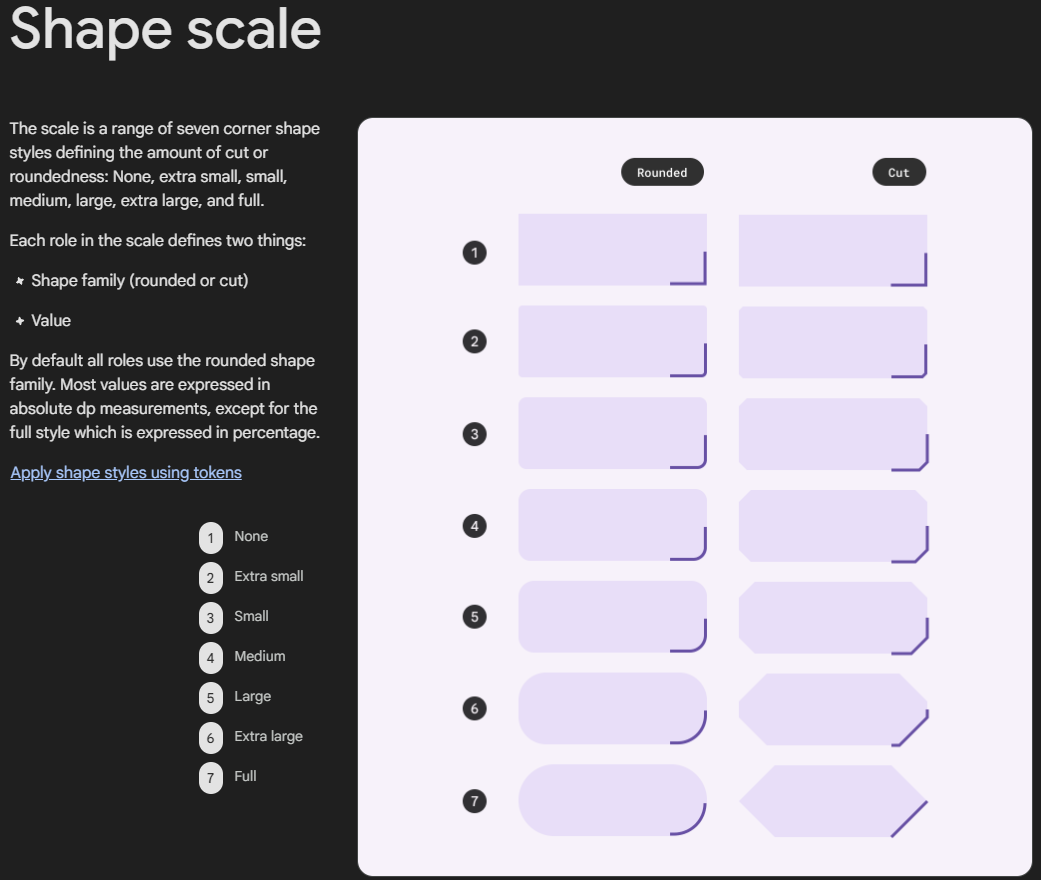 Shape scale
The scale is a range of seven corner shape
styles defining the amount of cut or
roundedness: None, extra small, small,
medium, large, extra large, and full.
Each role in the scale defines two things:
Shape family (rounded or cut)
Value
By default all roles use the rounded shape
family. Most values are expressed in
absolute dp measurements, except for the
full style which is expressed in percentage.
Apply shape styles using tokens
1 None
2 Extra small
3 Small
4 Medium
5 Large
6 Extra large
7 Full
Rounded Cut
1
2
3
4
5
6
7